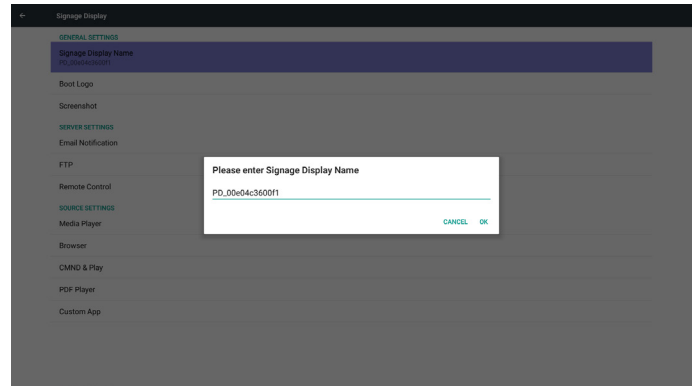 Signage Display
GENERAL SETTINGS
Signage Display Name
PD_00e04c3600f1
Boot Logo
Screenshot
SERVER SETTINGS
Email Notification
FTP
Remote Control
SOURCE SETTINGS
Media Player
Browser
CMND & Play
PDF Player
Custom App
Please enter Signage Display Name
PD_00e04c3600f1
CANCEL OK